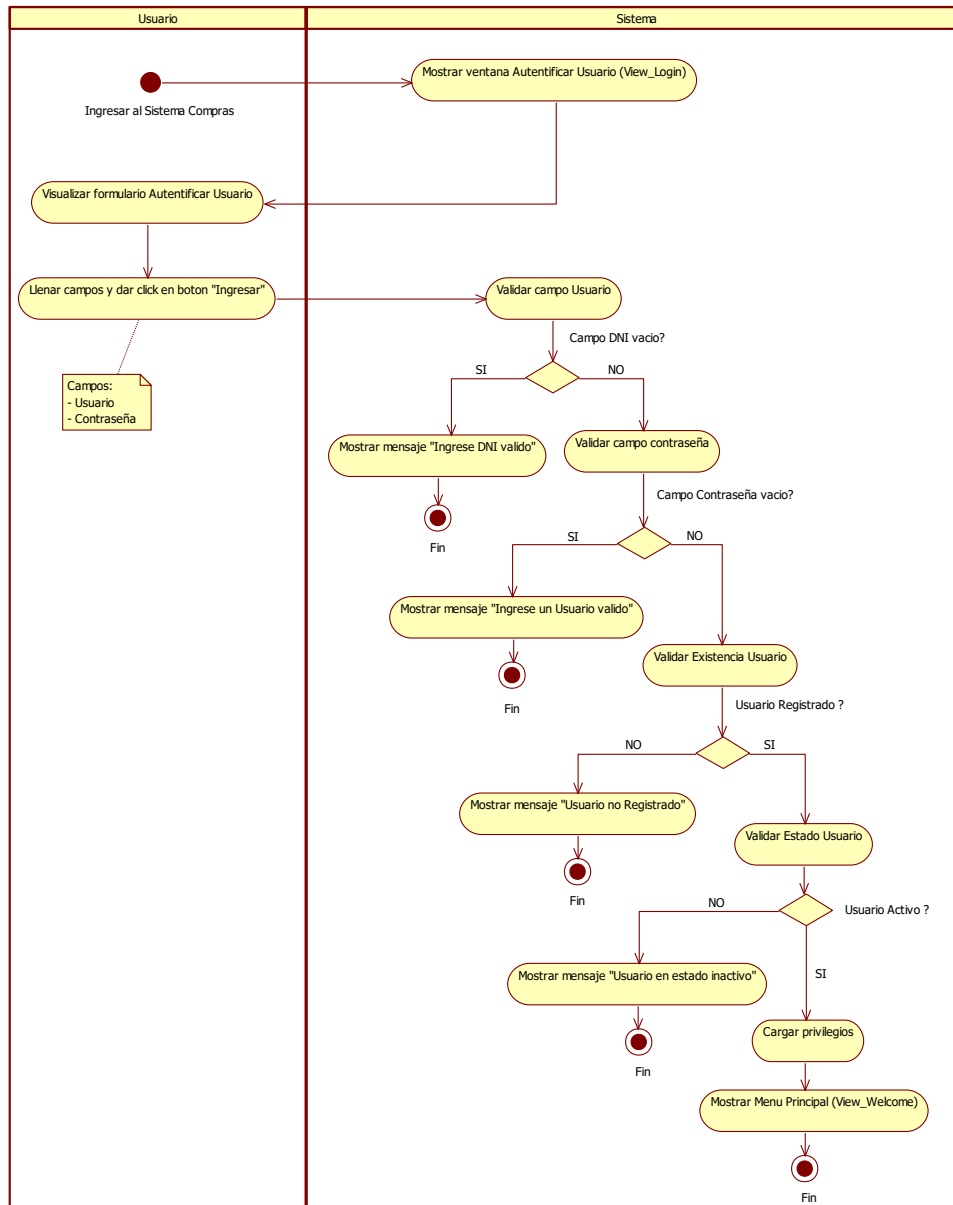 Usuario
Sistema
Mostrar ventana Autentificar Usuario (View_Login)
Ingresar al Sistema Compras
Visualizar formulario Autentificar Usuario
Llenar campos y dar click en boton "Ingresar"
Validar campo Usuario
Campo DNI vacio?
SI
NO
Campos:
- Usuario
- Contraseña
Mostrar mensaje "Ingrese DNI valido"
Validar campo contraseña
Campo Contraseña vacio?
Fin
SI
NO
Mostrar mensaje "Ingrese un Usuario valido"
Validar Existencia Usuario
Fin
Usuario Registrado ?
NO
SI
Mostrar mensaje "Usuario no Registrado"
Validar Estado Usuario
Fin
NO
Usuario Activo ?
Mostrar mensaje "Usuario en estado inactivo"
SI
Cargar privilegios
Fin
Mostrar Menu Principal (View_Welcome)
Fin